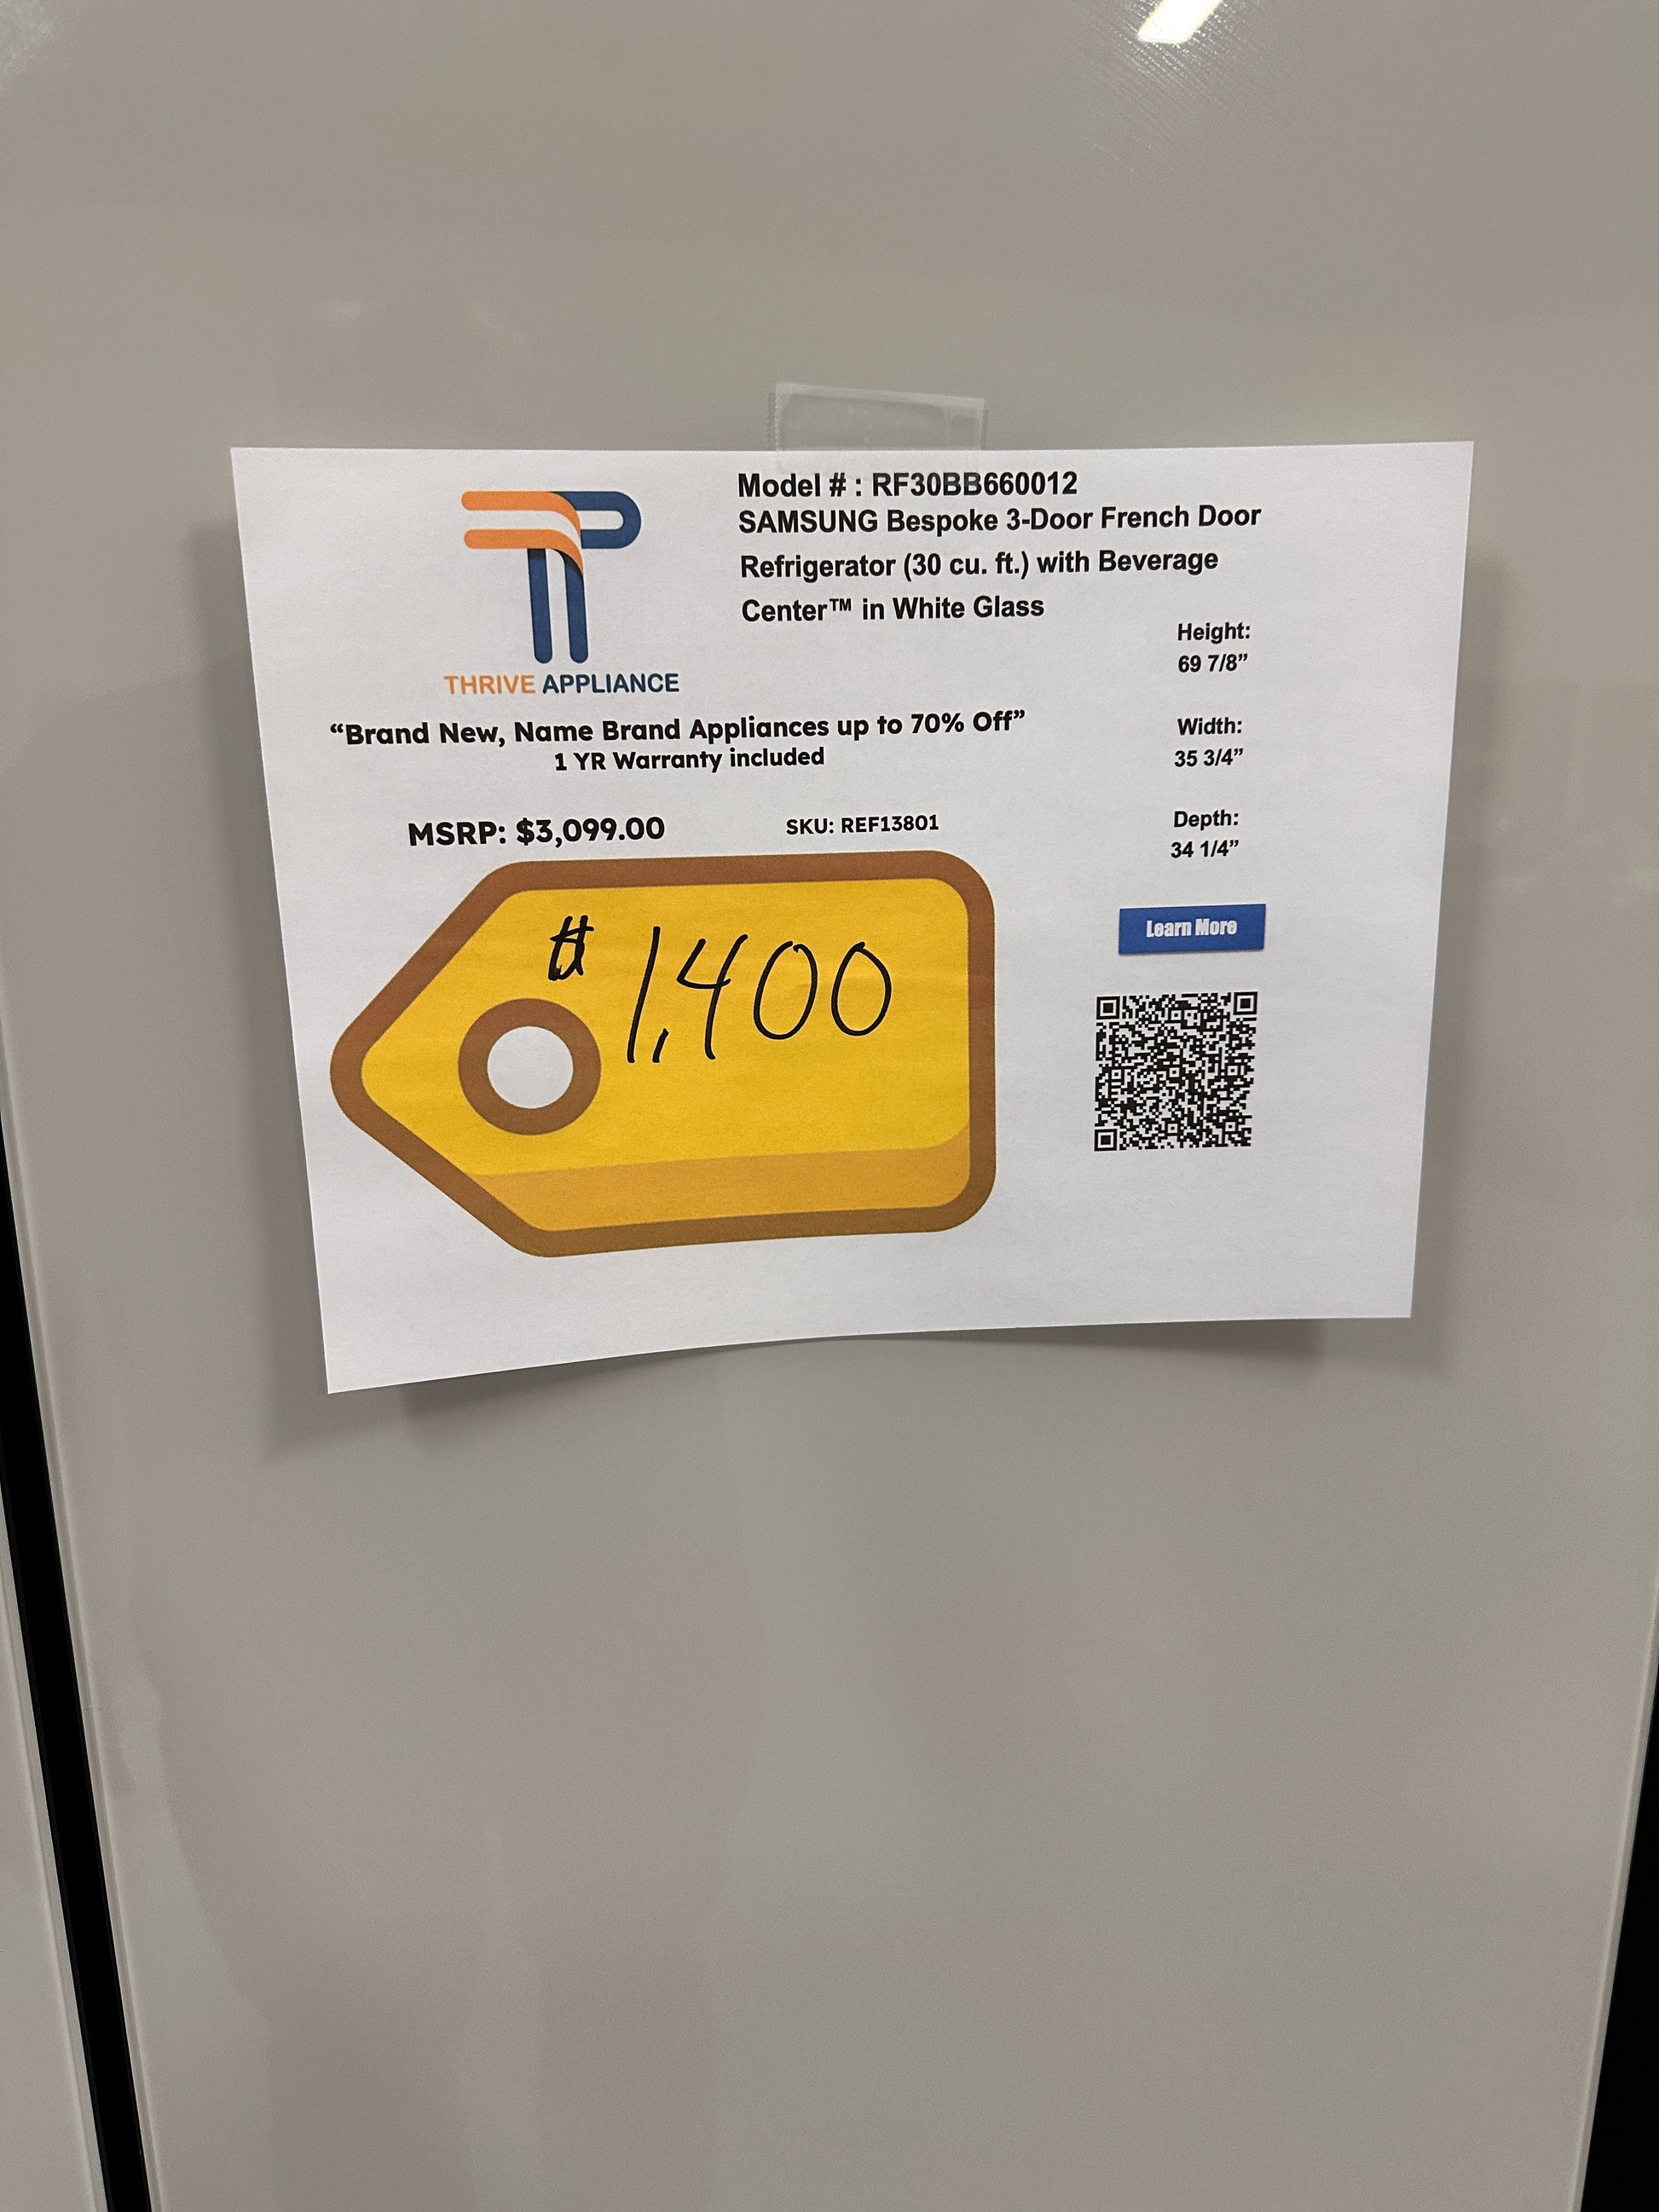 Model # : RF30BB660012
SAMSUNG Bespoke 3-Door French Door
Refrigerator (30 cu. ft.) with Beverage
Center™ in White Glass
THRIVE APPLIANCE
“Brand New, Name Brand Appliances up to 70% Off”
1 YR Warranty included
MSRP: $3,099.00
SKU: REF13801
$1,400
Height:
69 7/8”
Width:
35 3/4”
Depth:
34 1/4”
Learn More